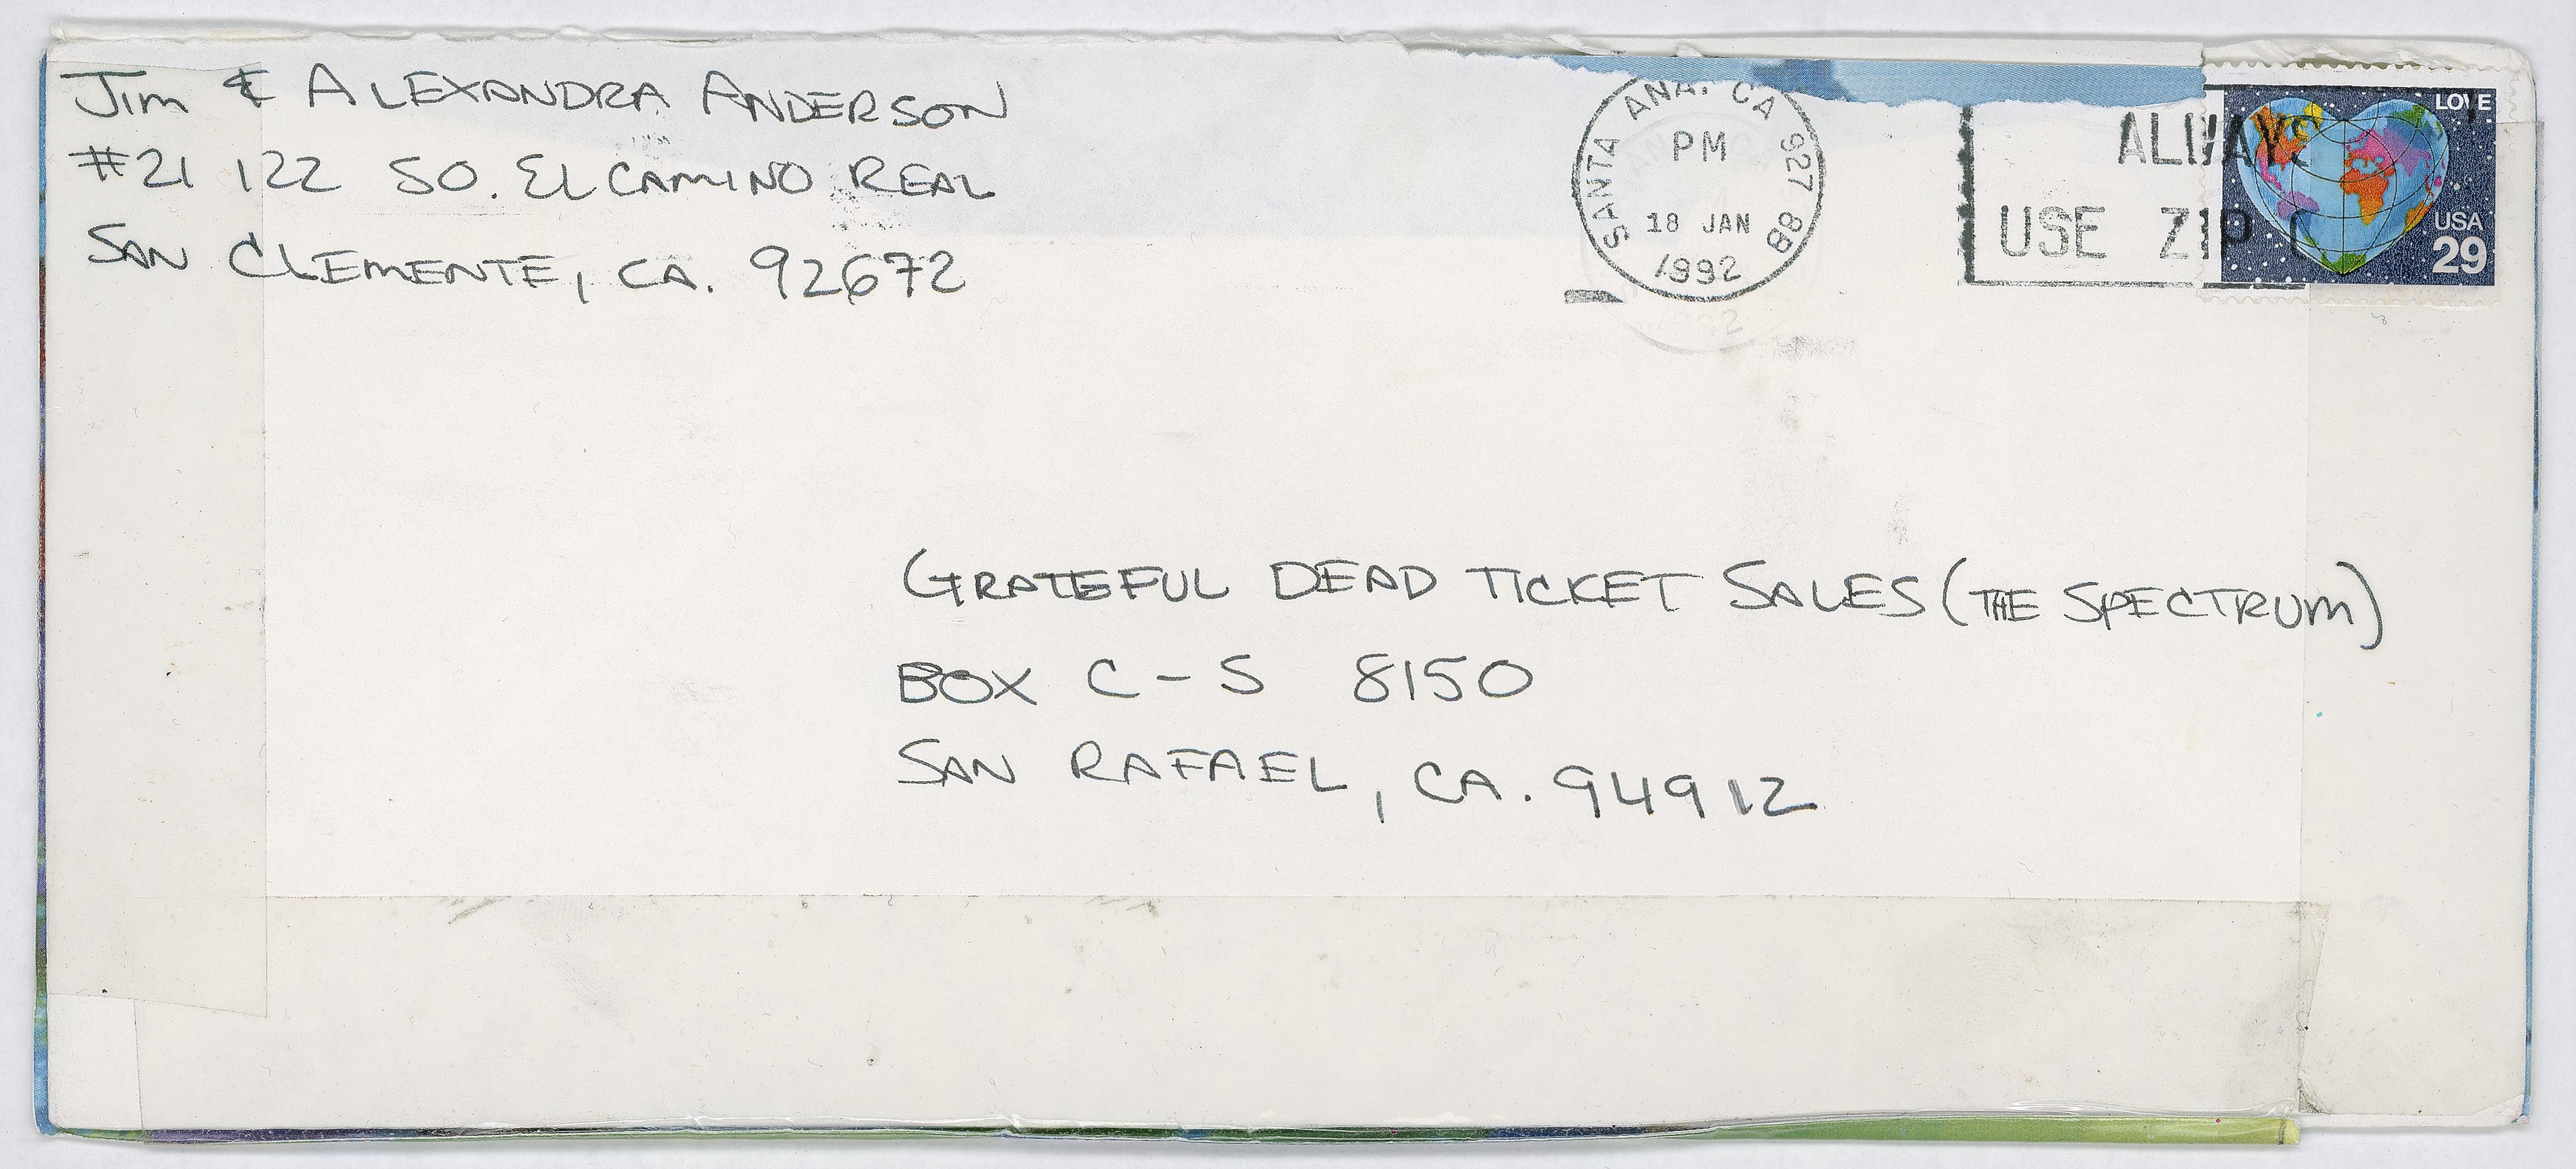 Jim & ALEXANDRA ANDERSON
#21 122 SO. El CAMINO REAL
SAN CLEMENTE, CA. 92672
SANTA ANA. CA 927 8B
PM
18 JAN
1992
ALWAYS
USE ZIP
LOVE
USA
29
GRATEFUL DEAD TICKET SALES (THE SPECTRUM)
BOX C-S 8150
SAN RAFAEL, CA. 94912